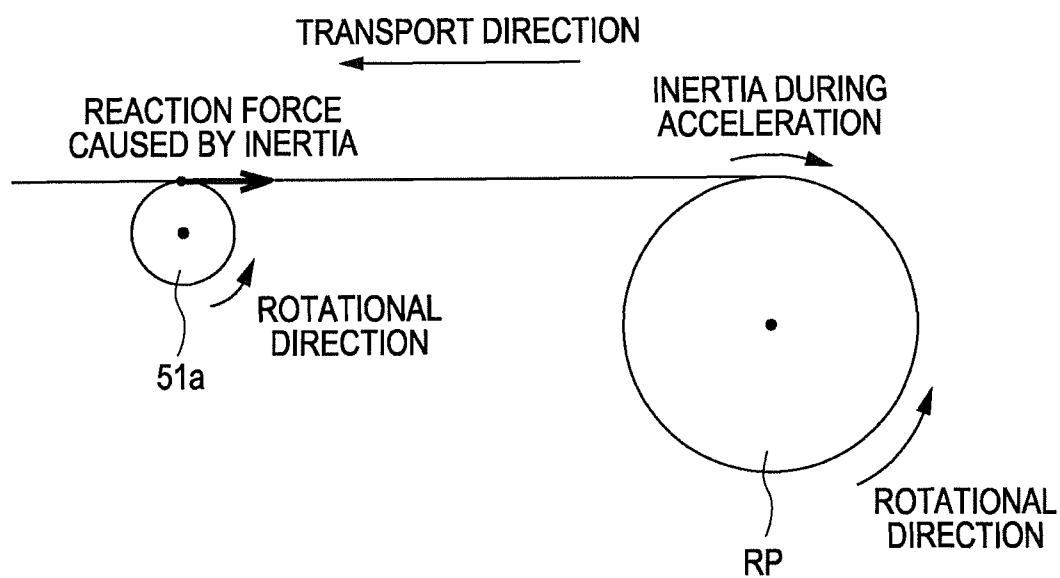 TRANSPORT DIRECTION
REACTION FORCE
CAUSED BY INERTIA
INERTIA DURING
ACCELERATION
ROTATIONAL
DIRECTION
51a
ROTATIONAL
DIRECTION
RP